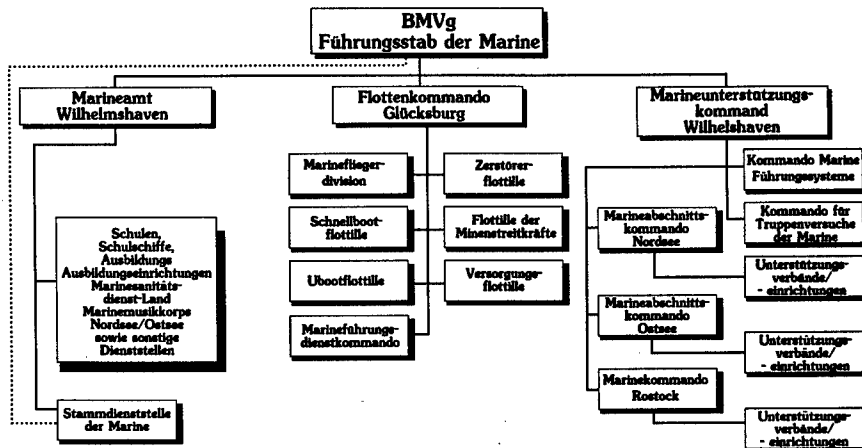 BMVg
Führungsstab der Marine
Marineamt
Wilhelmshaven
Flottenkommando
Glücksburg
Marineunterstützungs-
kommand
Wilhelshaven
Schulen,
Schulschiffe,
Ausbildungs
Ausbildungseinrichtungen
Marinesanitäts-
dienst-Land
Marinemusikkorps
Nordsee/Ostsee
sowie sonstige
Dienststellen
Stammdienststelle
der Marine
Marineflieger-
division
Zerstörer-
flottille
Schnellboot-
flottille
Flottille der
Minenstreitkräfte
Ubootflottille
Versorgungs-
flottille
Marineführungs-
dienstkommando
Kommando Marine
Führungssysteme
Marineabschnitts-
kommando
Nordsee
Kommando für
Truppenversuche
der Marine
Unterstützungs-
verbände/
- einrichtungen
Marineabschnitts-
kommando
Ostsee
Unterstützungs-
verbände/
- einrichtungen
Marinekommando
Rostock
Unterstützungs-
verbände/
- einrichtungen